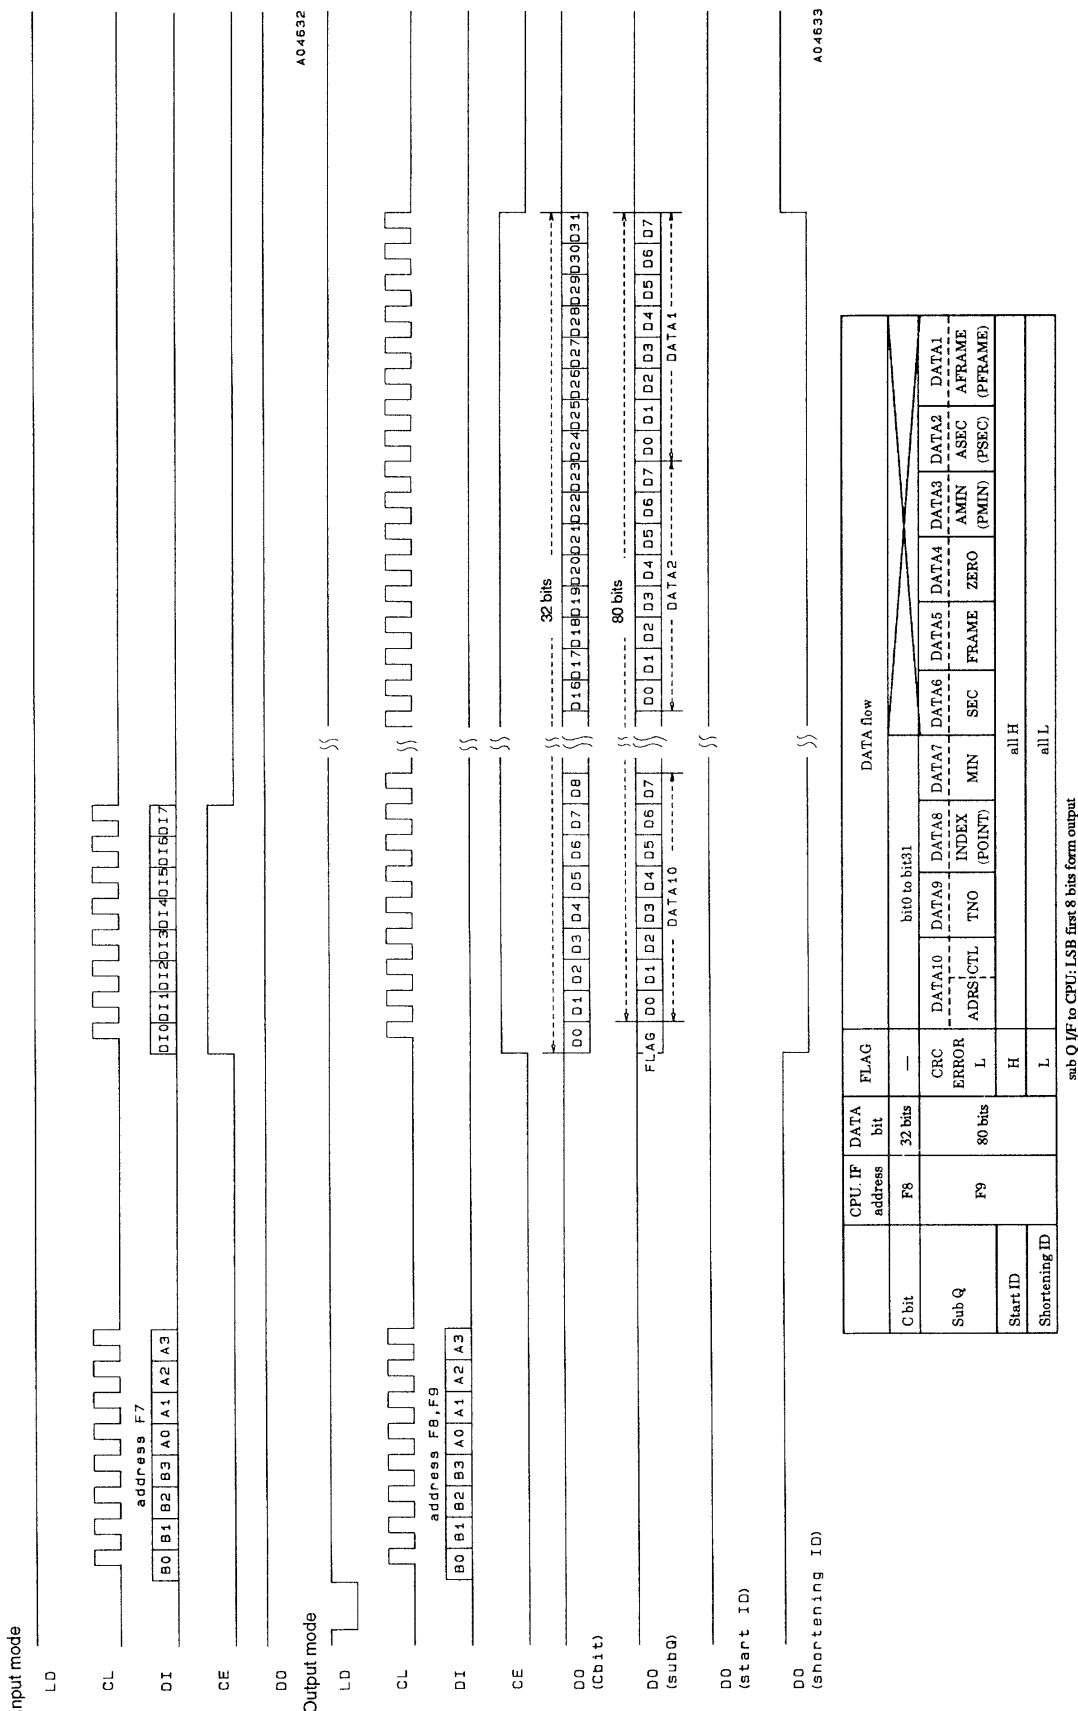 nput mode
LD
CL
address F7
DI B0 B1 B2 B3 A0 A1 A2 A3 DI0 DI1 DI2 DI3 DI4 DI5 DI6 DI7
CE
DO
A04632
Output mode
LD
CL
address F8,F9
DI B0 B1 B2 B3 A0 A1 A2 A3
CE
32 bits
DO (Cbit) D0 D1 D2 D3 D4 D5 D6 D7 D8 D16 D17 D18 D19 D20 D21 D22 D23 D24 D25 D26 D27 D28 D29 D30 D31
80 bits
DO (subQ) FLAG D0 D1 D2 D3 D4 D5 D6 D7 D0 D1 D2 D3 D4 D5 D6 D7 D0 D1 D2 D3 D4 D5 D6 D7
DATA10 DATA2 DATA1
DO (start ID)
DO (shortening ID)
A04633
CPU. IF address DATA bit FLAG DATA flow
C bit F8 32 bits — bit0 to bit31
Sub Q F9 80 bits CRC ERROR L DATA10 DATA9 DATA8 DATA7 DATA6 DATA5 DATA4 DATA3 DATA2 DATA1
ADRS CTL TNO INDEX (POINT) MIN SEC FRAME ZERO AMIN (PMIN) ASEC (PSEC) AFRAME (PFRAME)
Start ID H all H
Shortening ID L all L
sub Q I/F to CPU; LSB first 8 bits form output